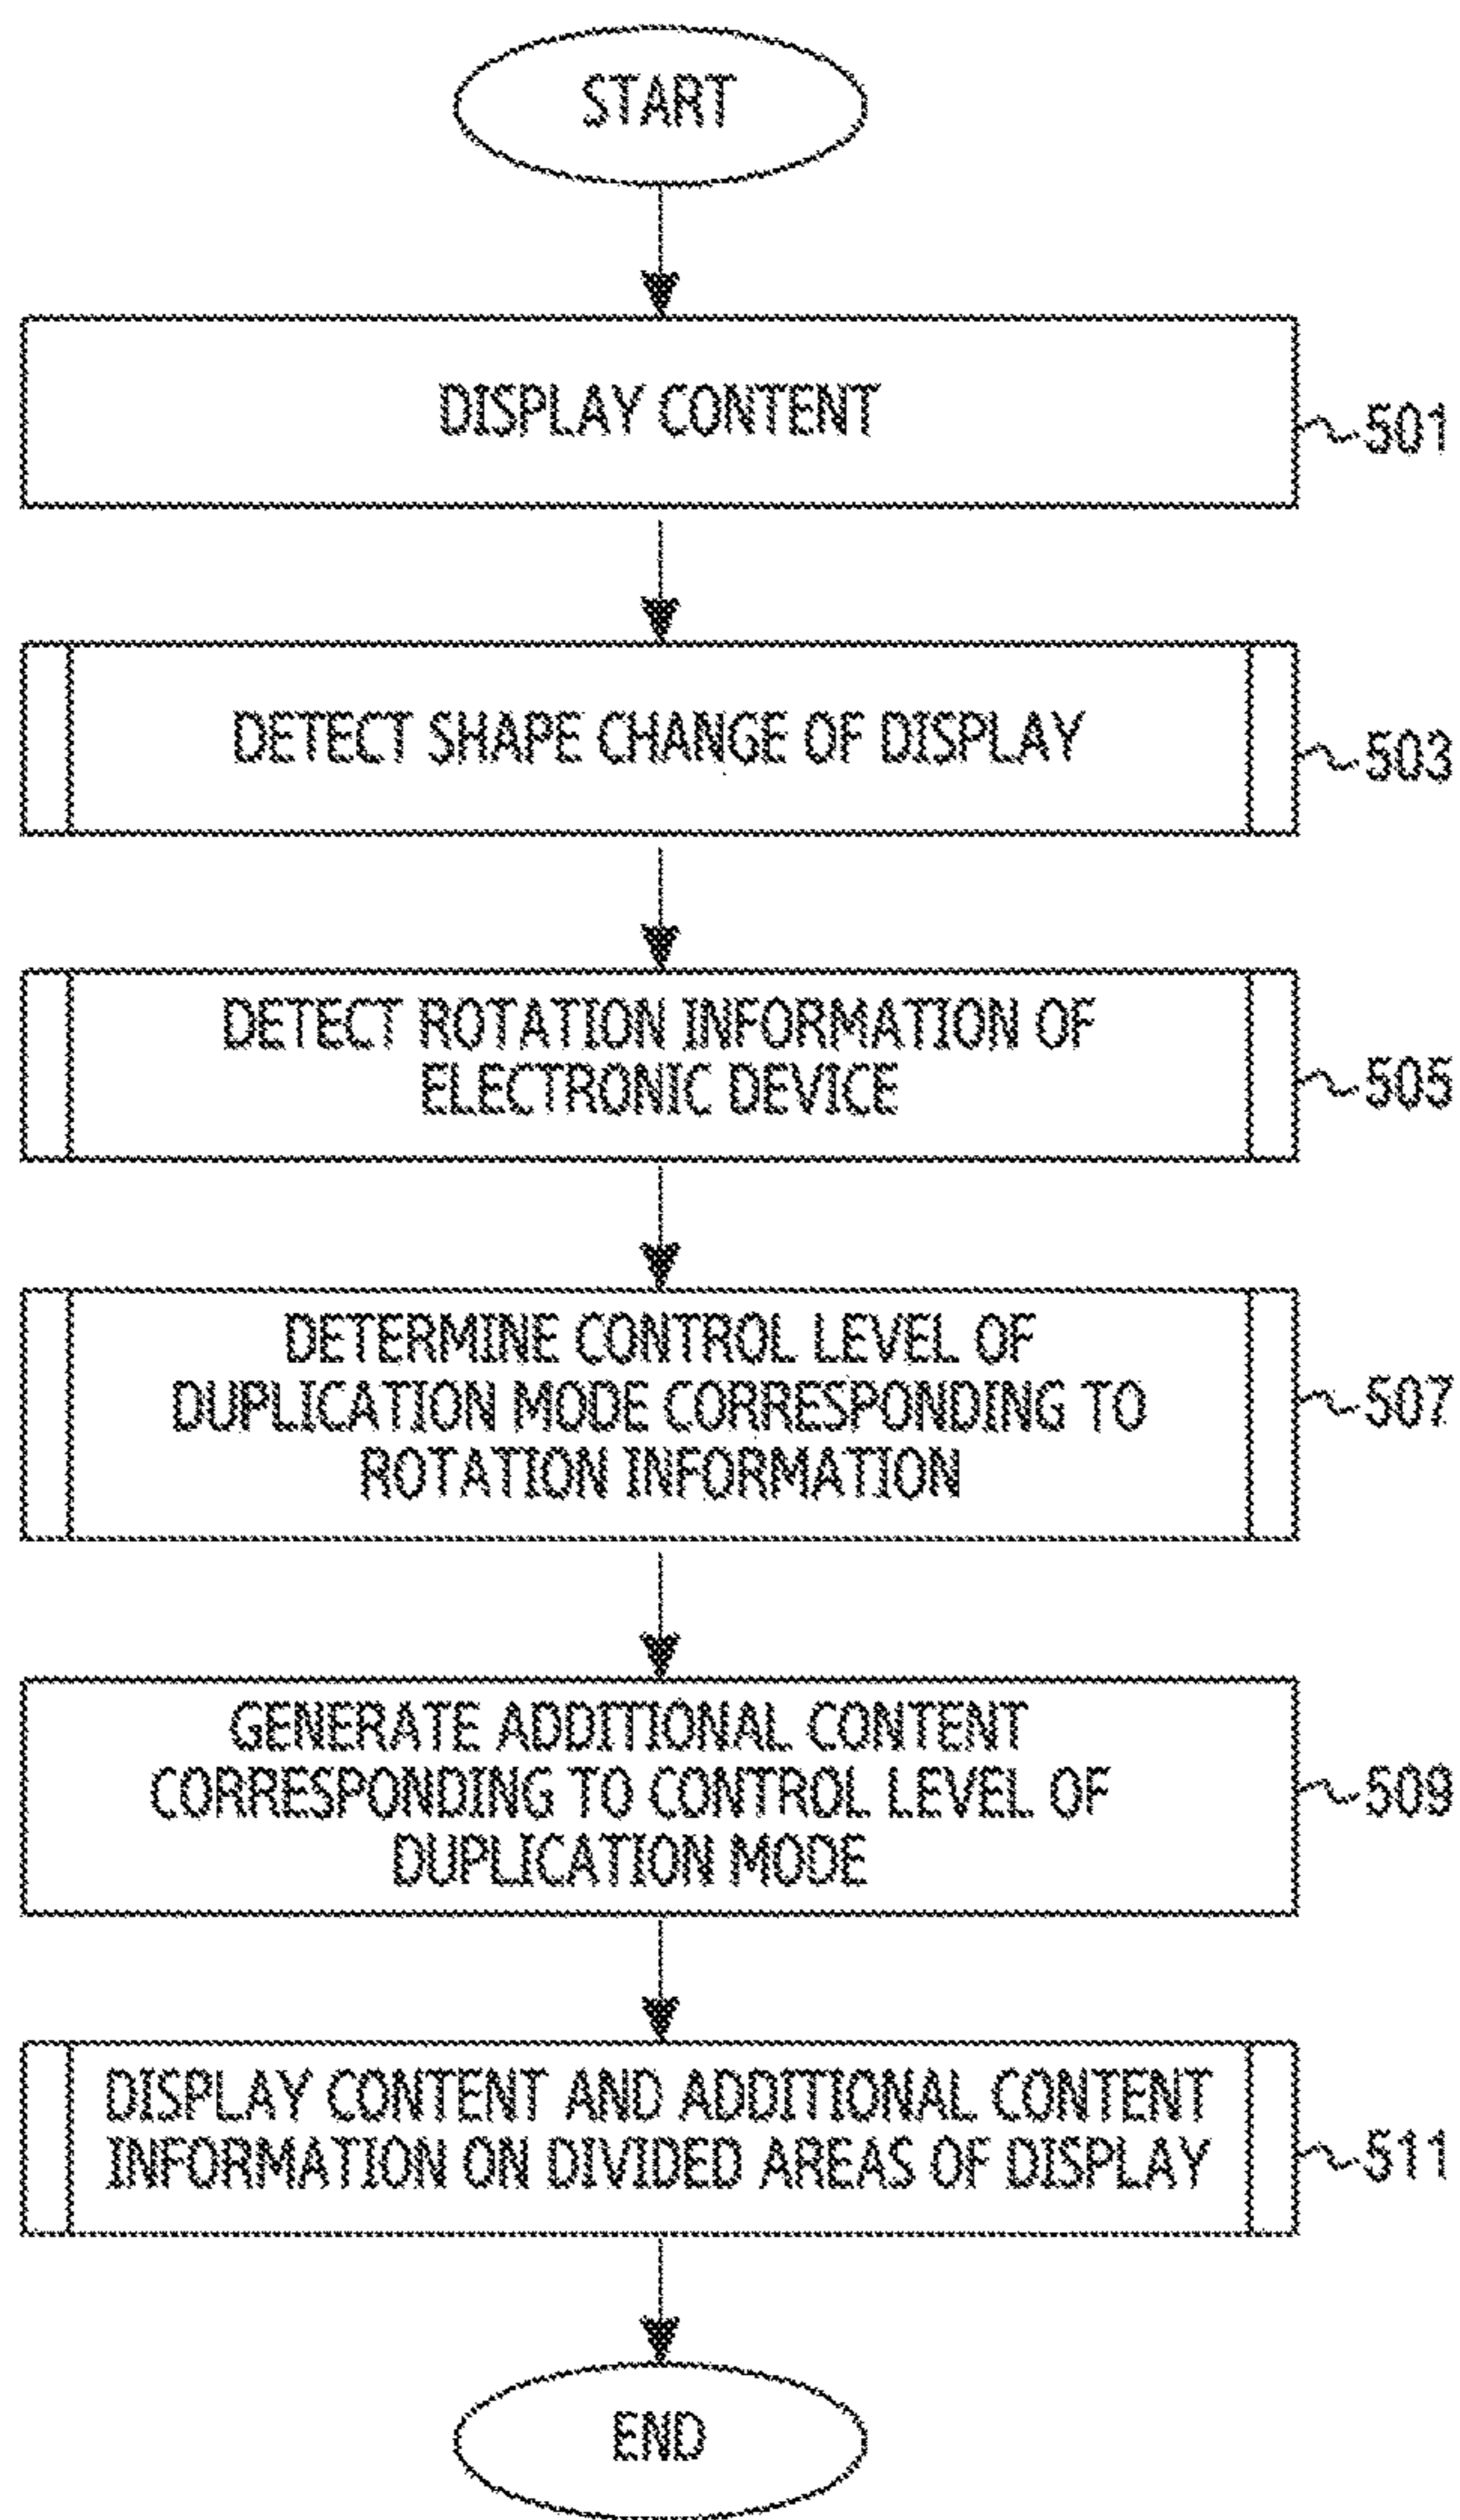 START
DISPLAY CONTENT
501
DETECT SHAPE CHANGE OF DISPLAY
503
DETECT ROTATION INFORMATION OF
ELECTRONIC DEVICE
505
DETERMINE CONTROL LEVEL OF
DUPLICATION MODE CORRESPONDING TO
ROTATION INFORMATION
507
GENERATE ADDITIONAL CONTENT
CORRESPONDING TO CONTROL LEVEL OF
DUPLICATION MODE
509
DISPLAY CONTENT AND ADDITIONAL CONTENT
INFORMATION ON DIVIDED AREAS OF DISPLAY
511
END